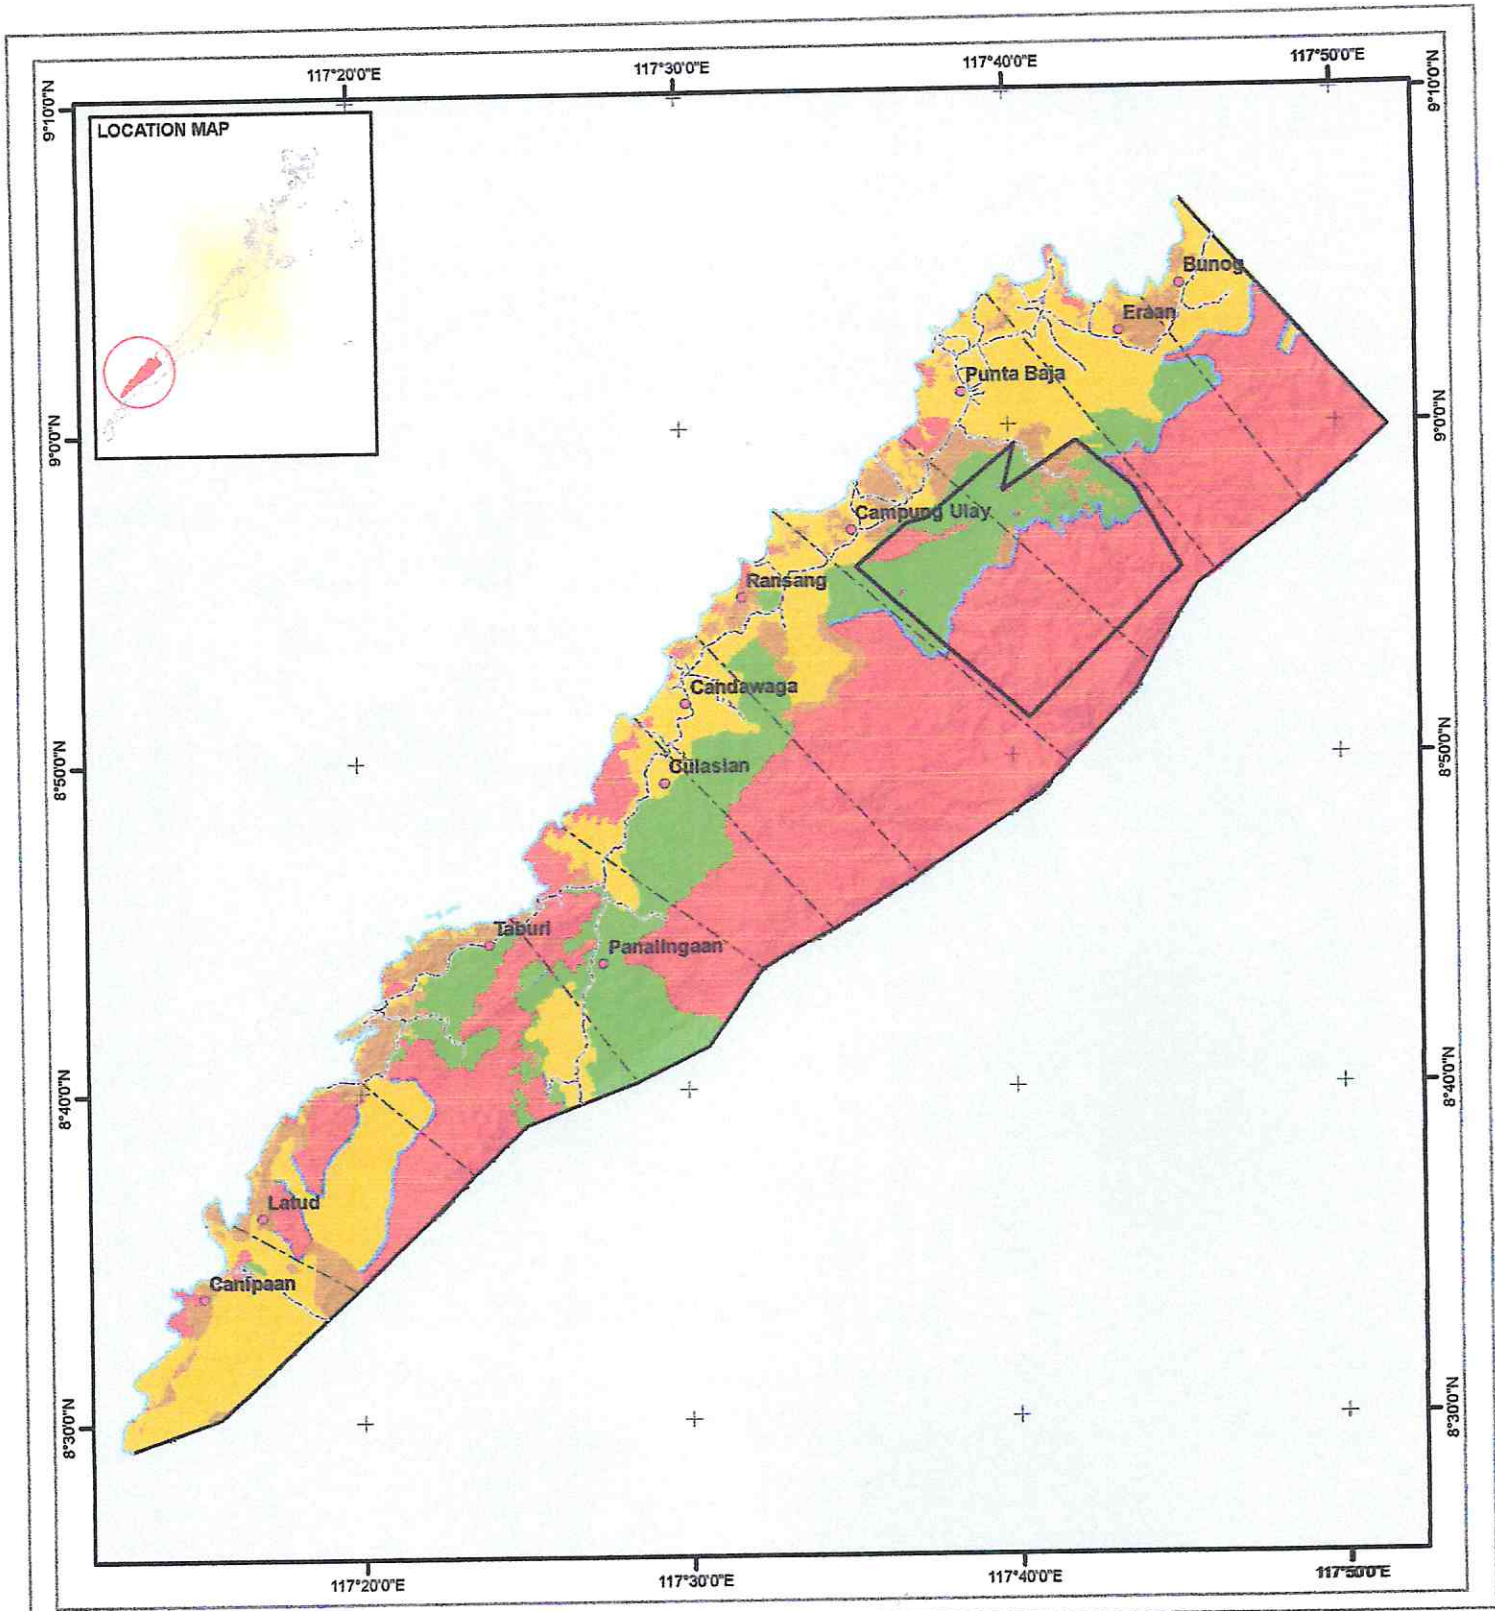 117°20'0"E
117°30'0"E
117°40'0"E
117°50'0"E
9°10'0"N
9°10'0"N
LOCATION MAP
Bunog
Eraan
Punta Baja
9°0'0"N
9°0'0"N
Campung Ulay
Ransang
Candawaga
Culasian
8°50'0"N
8°50'0"N
Taburi
Panalingaan
8°40'0"N
8°40'0"N
Latud
Canipaan
8°30'0"N
8°30'0"N
117°20'0"E
117°30'0"E
117°40'0"E
117°50'0"E